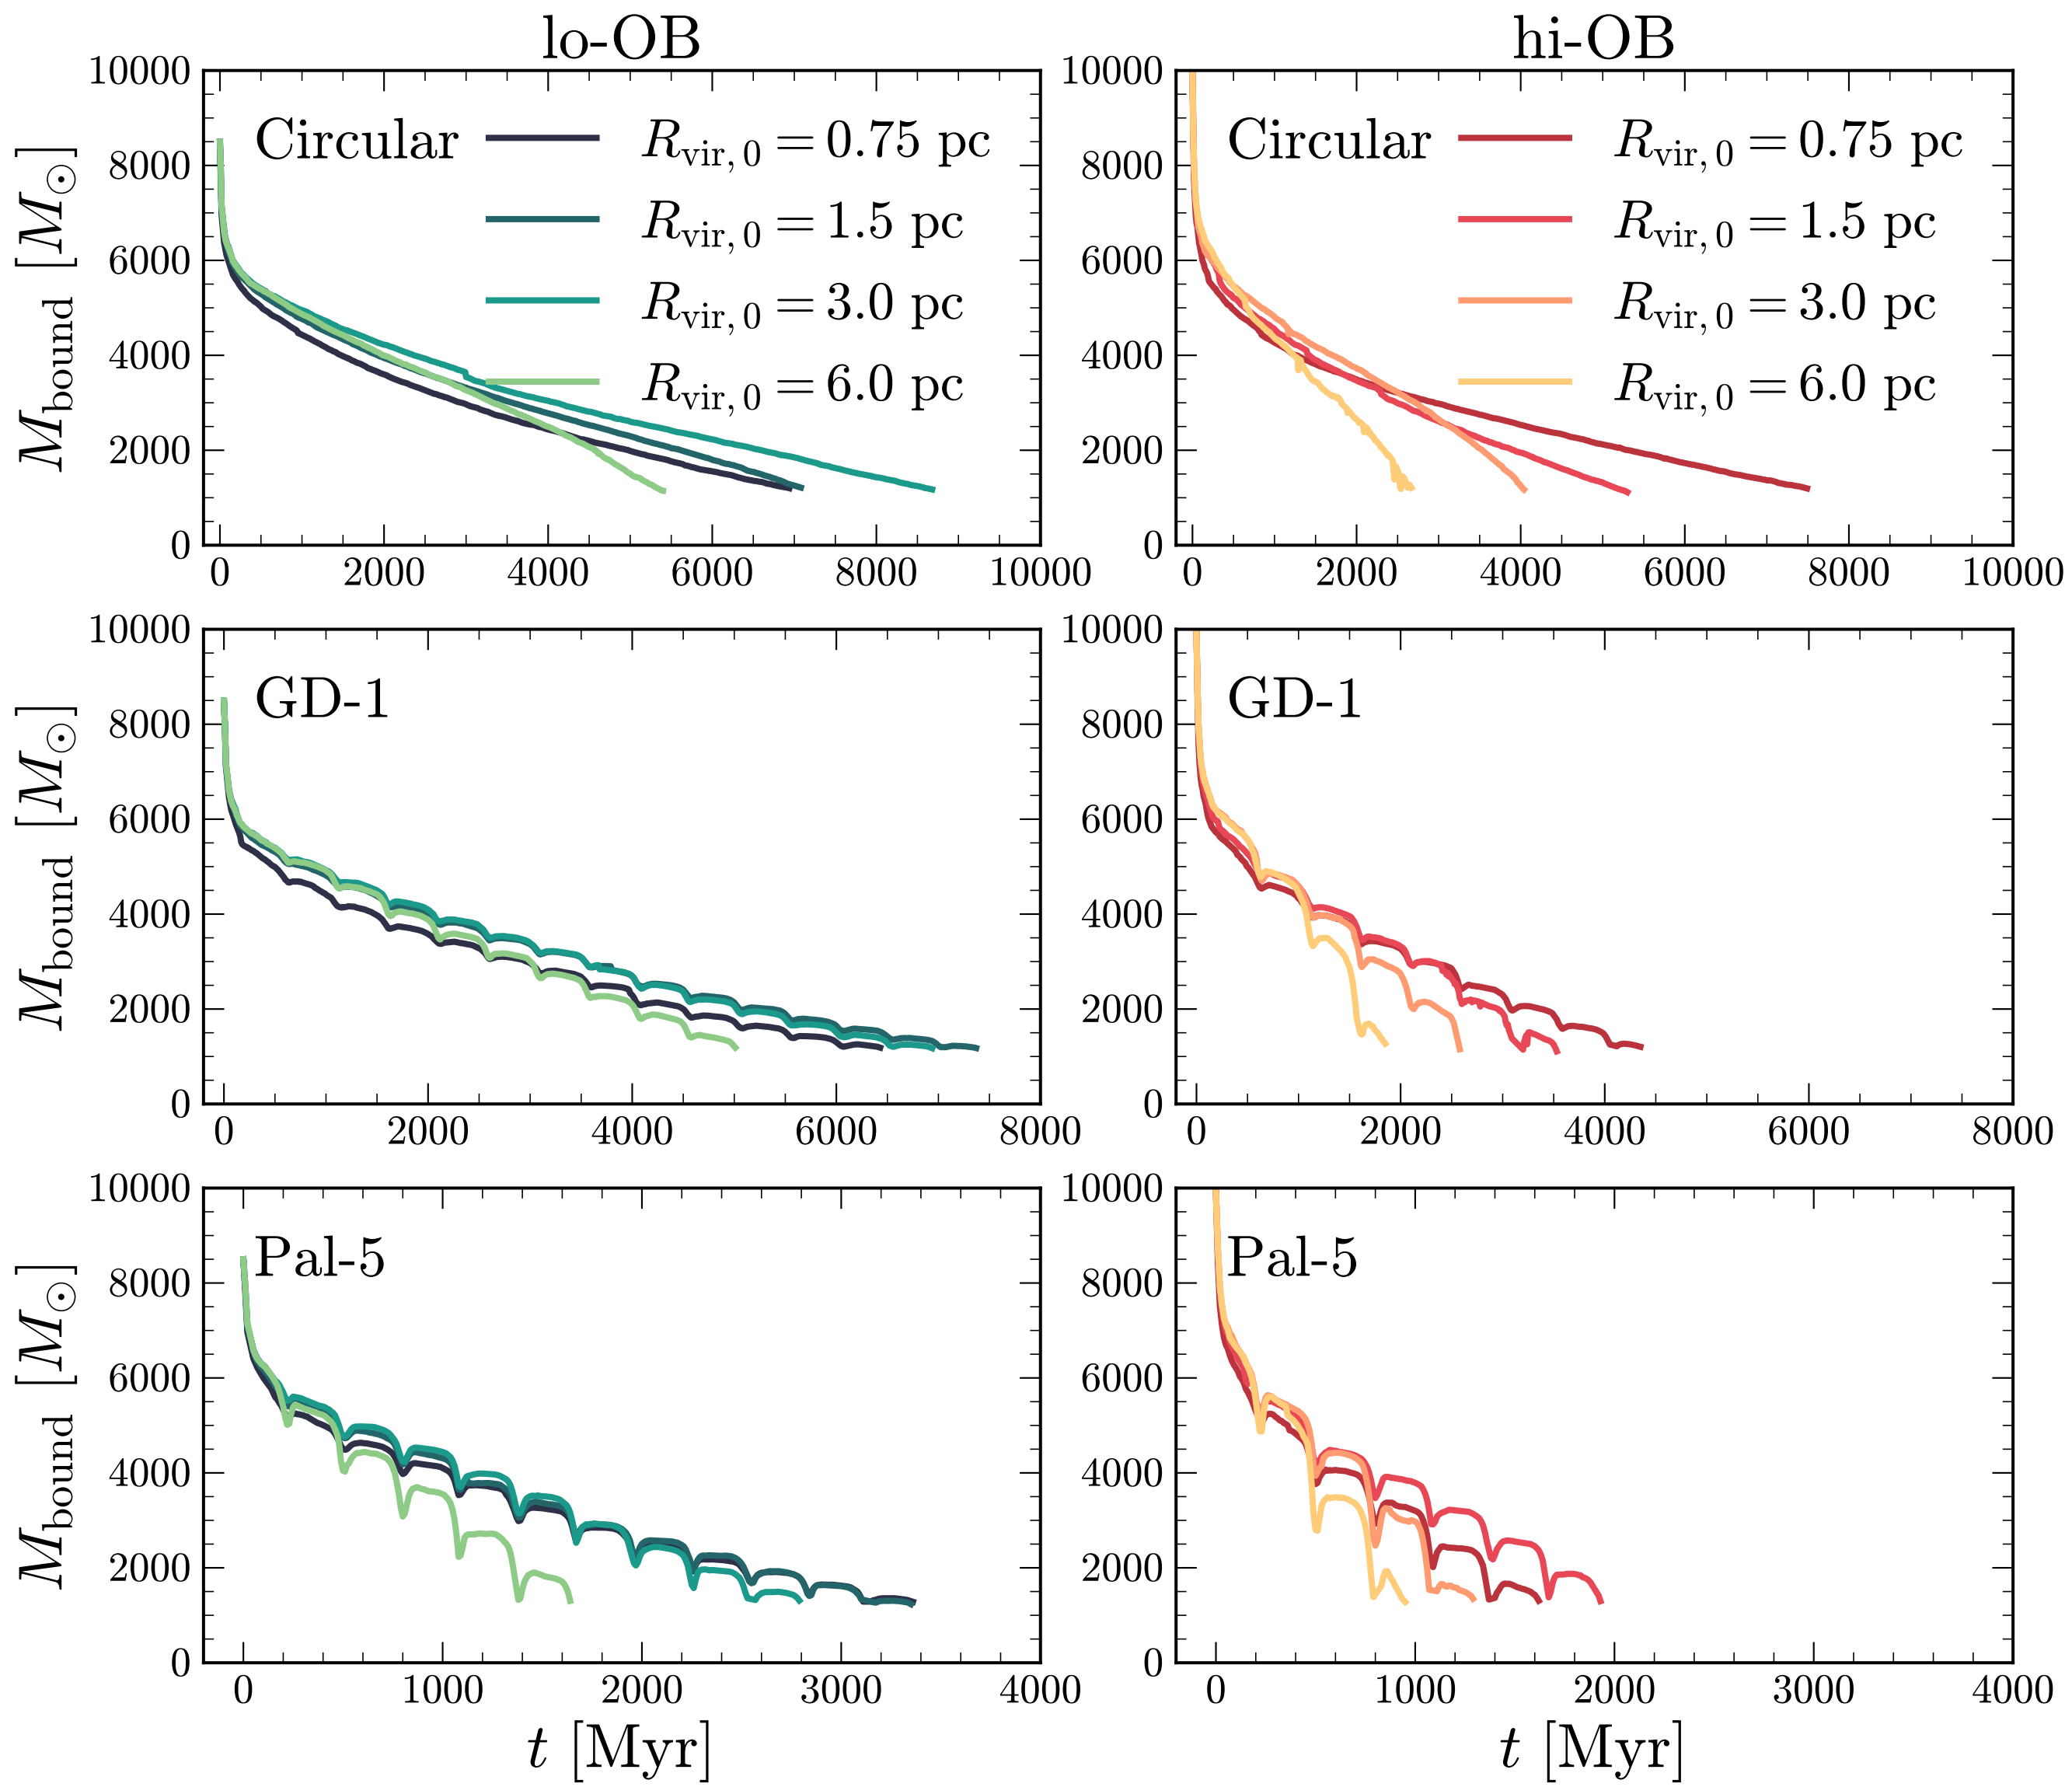 lo-OB
hi-OB
10000
8000
6000
4000
2000
0
M_bound [M_⊙]
Circular
R_vir, 0 = 0.75 pc
R_vir, 0 = 1.5 pc
R_vir, 0 = 3.0 pc
R_vir, 0 = 6.0 pc
0 2000 4000 6000 8000 10000
10000
8000
6000
4000
2000
0
Circular
R_vir, 0 = 0.75 pc
R_vir, 0 = 1.5 pc
R_vir, 0 = 3.0 pc
R_vir, 0 = 6.0 pc
0 2000 4000 6000 8000 10000
10000
8000
6000
4000
2000
0
M_bound [M_⊙]
GD-1
0 2000 4000 6000 8000
10000
8000
6000
4000
2000
0
GD-1
0 2000 4000 6000 8000
10000
8000
6000
4000
2000
0
M_bound [M_⊙]
Pal-5
0 1000 2000 3000 4000
t [Myr]
10000
8000
6000
4000
2000
0
Pal-5
0 1000 2000 3000 4000
t [Myr]